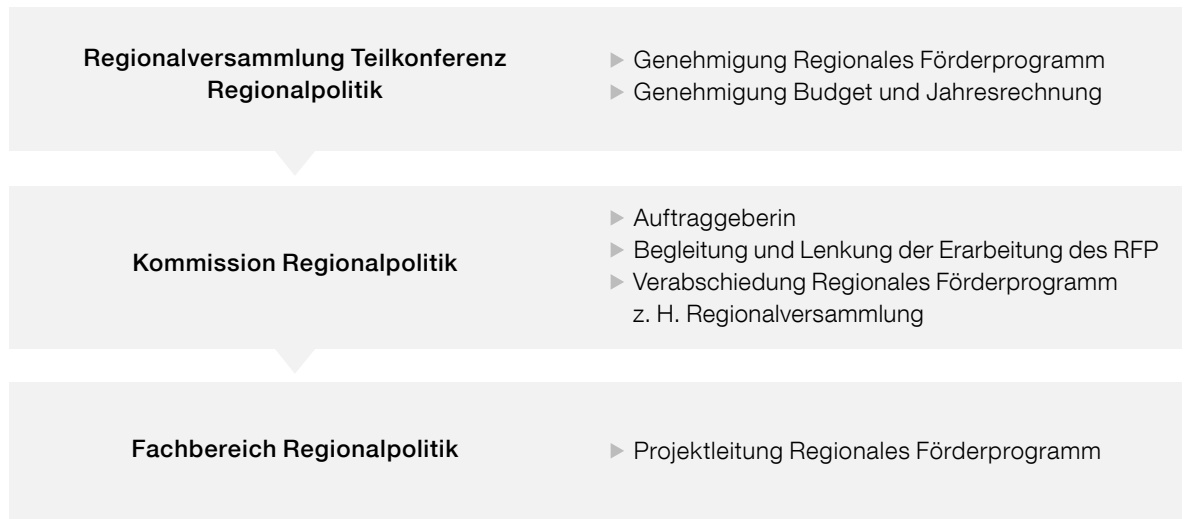 Regionalversammlung Teilkonferenz
Regionalpolitik
▶ Genehmigung Regionales Förderprogramm
▶ Genehmigung Budget und Jahresrechnung
Kommission Regionalpolitik
▶ Auftraggeberin
▶ Begleitung und Lenkung der Erarbeitung des RFP
▶ Verabschiedung Regionales Förderprogramm
z. H. Regionalversammlung
Fachbereich Regionalpolitik
▶ Projektleitung Regionales Förderprogramm